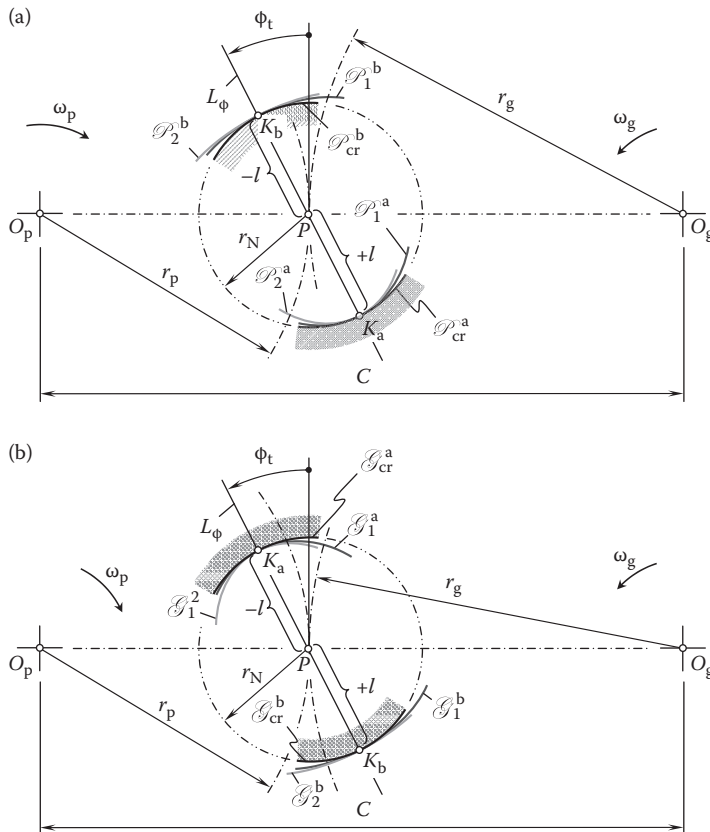 (a)
ϕt
𝒫1b
Lϕ
rg
ωp
ωg
𝒫2b
Kb
𝒫crb
−l
𝒫1a
Op
P
Og
rN
+l
𝒫2a
rp
Ka
𝒫cra
C
(b)
ϕt
𝒢cra
Lϕ
𝒢1a
ωp
Ka
ωg
rg
𝒢12
−l
Op
P
Og
rN
+l
rp
𝒢crb
𝒢1b
Kb
𝒢2b
C